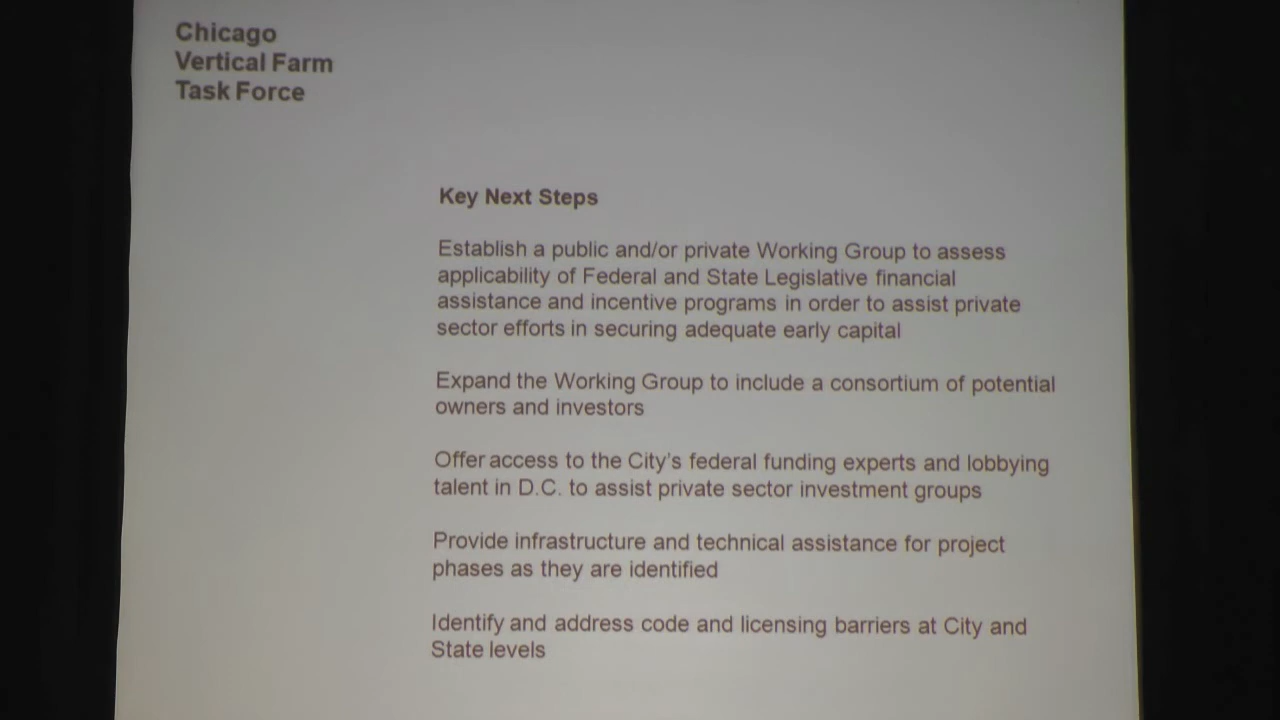 Chicago
Vertical Farm
Task Force
Key Next Steps
Establish a public and/or private Working Group to assess
applicability of Federal and State Legislative financial
assistance and incentive programs in order to assist private
sector efforts in securing adequate early capital
Expand the Working Group to include a consortium of potential
owners and investors
Offer access to the City's federal funding experts and lobbying
talent in D.C. to assist private sector investment groups
Provide infrastructure and technical assistance for project
phases as they are identified
Identify and address code and licensing barriers at City and
State levels